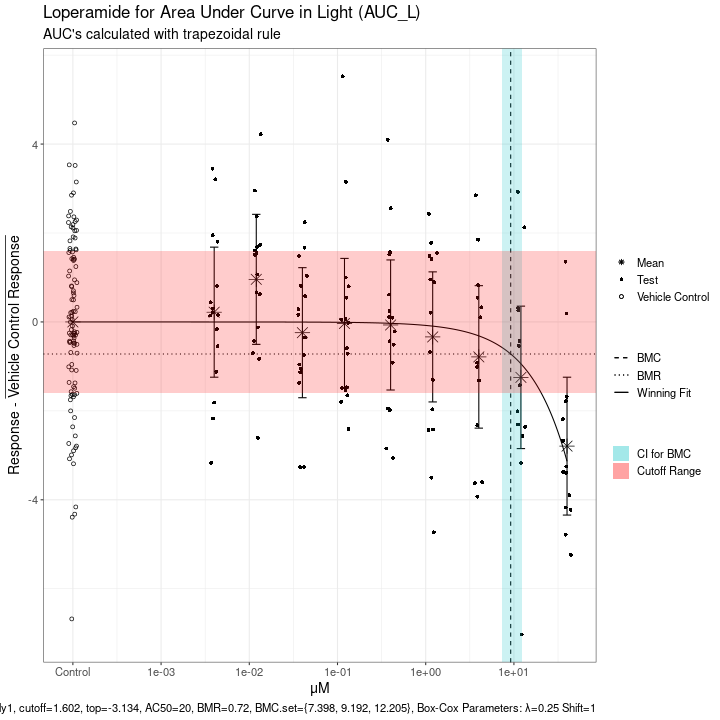 Loperamide for Area Under Curve in Light (AUC_L)
AUC's calculated with trapezoidal rule
Response - Vehicle Control Response
4
0
-4
Control
1e-03
1e-02
1e-01
1e+00
1e+01
μM
Mean
Test
Vehicle Control
BMC
BMR
Winning Fit
CI for BMC
Cutoff Range
ly1, cutoff=1.602, top=-3.134, AC50=20, BMR=0.72, BMC.set={7.398, 9.192, 12.205}, Box-Cox Parameters: λ=0.25 Shift=1